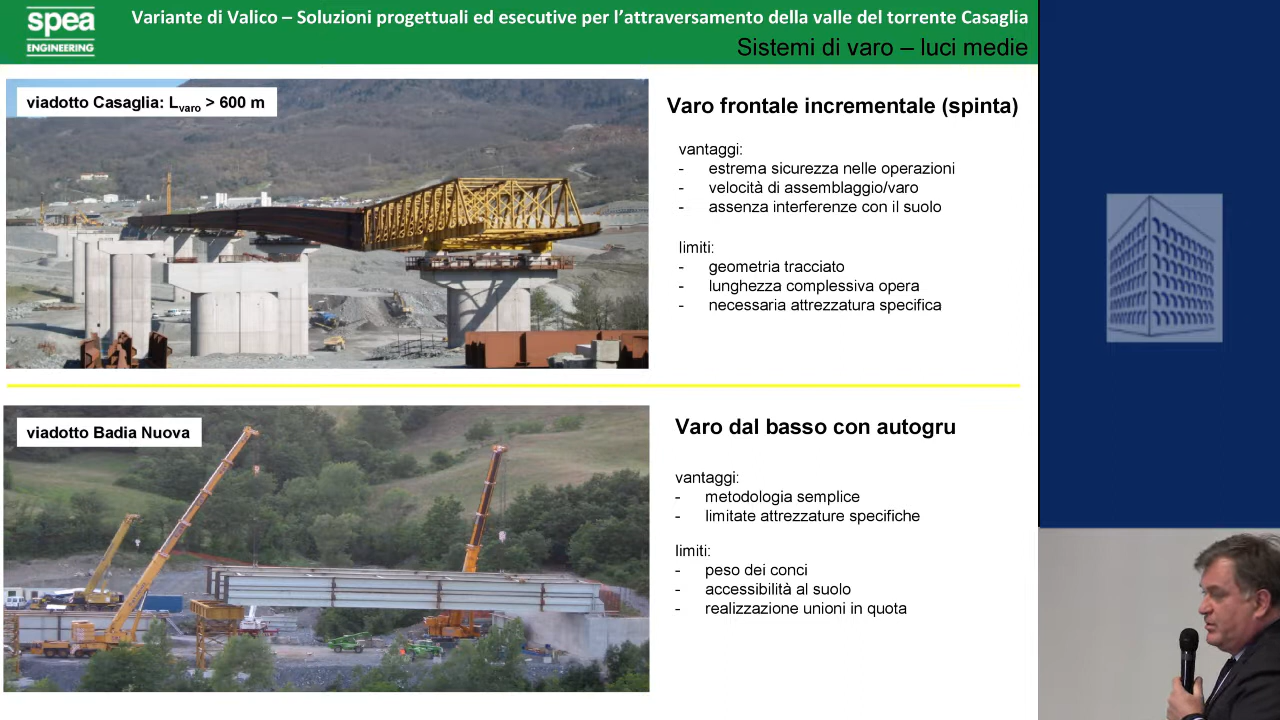 spea
ENGINEERING
Variante di Valico – Soluzioni progettuali ed esecutive per l’attraversamento della valle del torrente Casaglia
Sistemi di varo – luci medie
viadotto Casaglia: Lvaro > 600 m
Varo frontale incrementale (spinta)
vantaggi:
- estrema sicurezza nelle operazioni
- velocità di assemblaggio/varo
- assenza interferenze con il suolo
limiti:
- geometria tracciato
- lunghezza complessiva opera
- necessaria attrezzatura specifica
viadotto Badia Nuova
Varo dal basso con autogru
vantaggi:
- metodologia semplice
- limitate attrezzature specifiche
limiti:
- peso dei conci
- accessibilità al suolo
- realizzazione unioni in quota